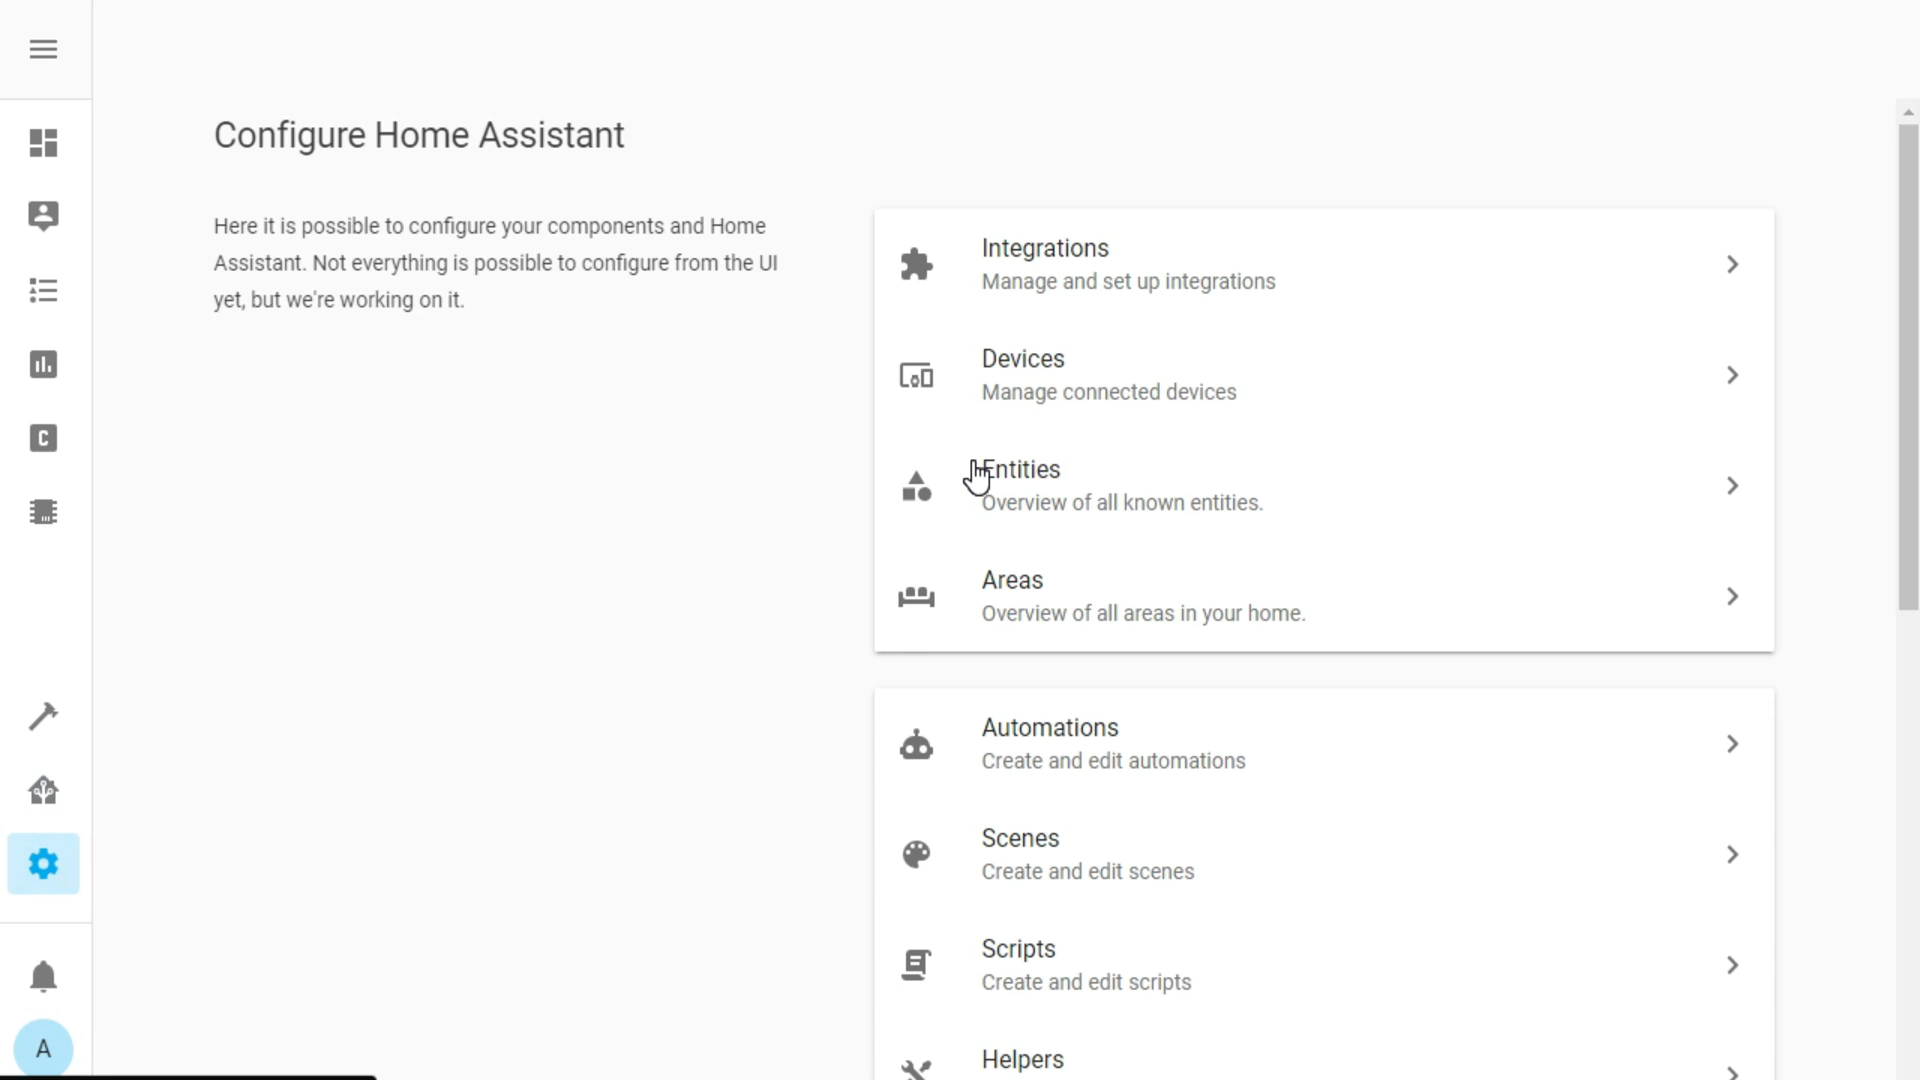 Configure Home Assistant
Here it is possible to configure your components and Home
Assistant. Not everything is possible to configure from the UI
yet, but we're working on it.
Integrations
Manage and set up integrations
Devices
Manage connected devices
Entities
Overview of all known entities.
Areas
Overview of all areas in your home.
Automations
Create and edit automations
Scenes
Create and edit scenes
Scripts
Create and edit scripts
Helpers
C
A